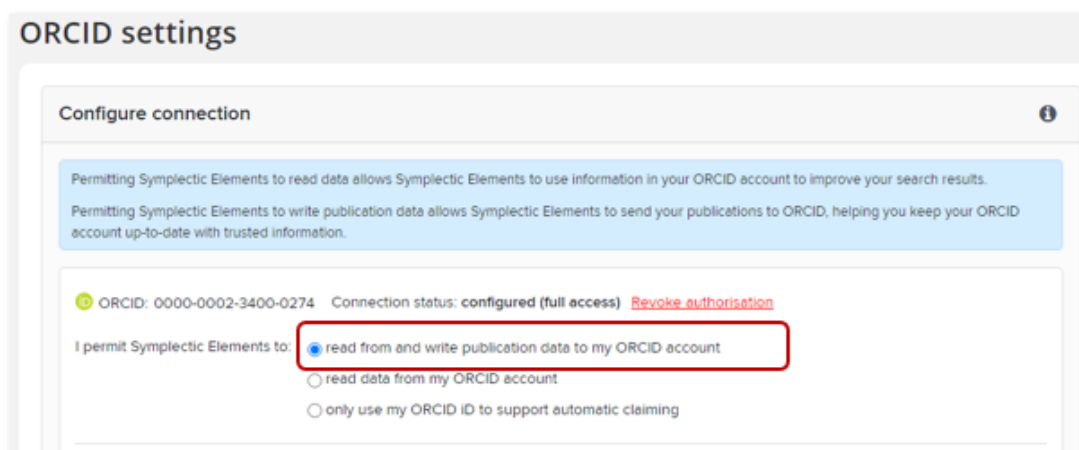 ORCID settings
Configure connection
Permitting Symplectic Elements to read data allows Symplectic Elements to use information in your ORCID account to improve your search results.
Permitting Symplectic Elements to write publication data allows Symplectic Elements to send your publications to ORCID, helping you keep your ORCID
account up-to-date with trusted information.
iD ORCID: 0000-0002-3400-0274 Connection status: configured (full access) Revoke authorisation
I permit Symplectic Elements to: read from and write publication data to my ORCID account
read data from my ORCID account
only use my ORCID iD to support automatic claiming